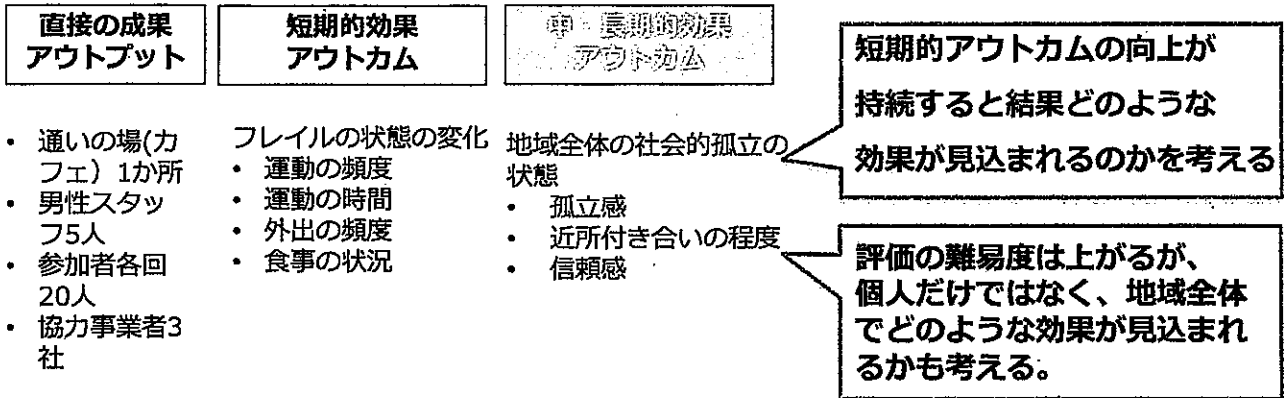 直接の成果
アウトプット
・ 通いの場(カ
フェ）1か所
・ 男性スタッ
フ5人
・ 参加者各回
20人
・ 協力事業者3
社
短期的効果
アウトカム
フレイルの状態の変化
・ 運動の頻度
・ 運動の時間
・ 外出の頻度
・ 食事の状況
中・長期的効果
アウトカム
地域全体の社会的孤立の
状態
・ 孤立感
・ 近所付き合いの程度
・ 信頼感
短期的アウトカムの向上が
持続すると結果どのような
効果が見込まれるのかを考える
評価の難易度は上がるが、
個人だけではなく、地域全体
でどのような効果が見込まれ
るかも考える。